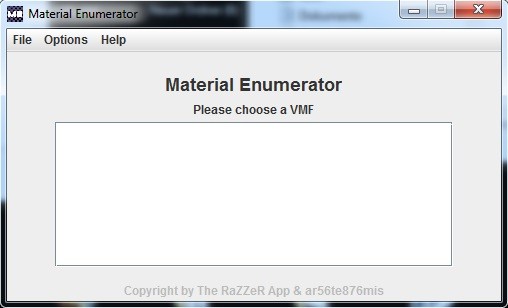 Material Enumerator
File Options Help
Material Enumerator
Please choose a VMF
Copyright by The RaZZeR App & ar56te876mis